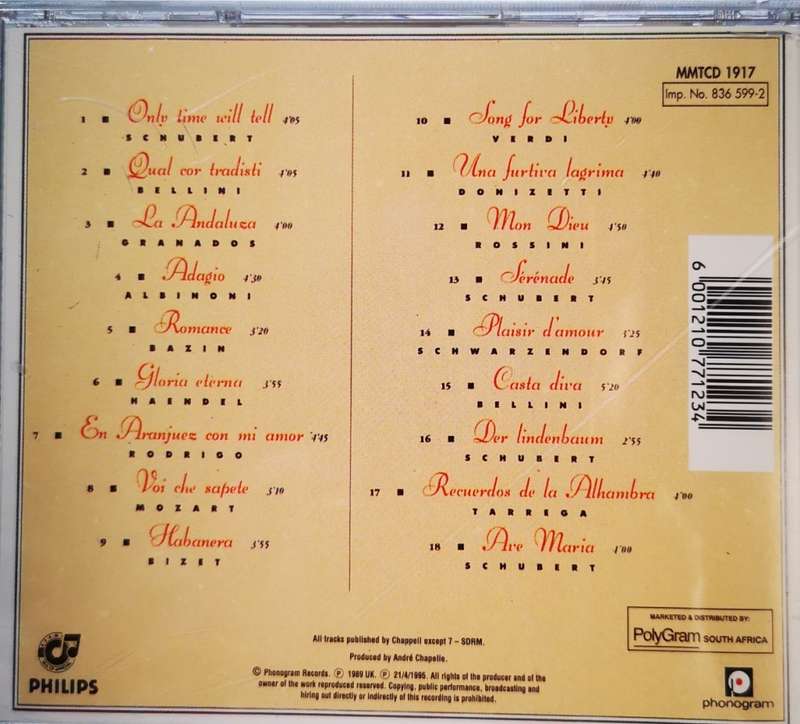 MMTCD 1917
Imp. No. 836 599-2
1 ■ Only time will tell 4'05
SCHUBERT
2 ■ Qual cor tradisti 4'05
BELLINI
3 ■ La Andaluza 4'00
GRANADOS
4 ■ Adagio 4'30
ALBINONI
5 ■ Romance 3'20
BAZIN
6 ■ Gloria eterna 3'55
HAENDEL
7 ■ En Aranjuez con mi amor 4'45
RODRIGO
8 ■ Voi che sapete 3'10
MOZART
9 ■ Habanera 3'55
BIZET
10 ■ Song for Liberty 4'00
VERDI
11 ■ Una furtiva lagrima 4'40
DONIZETTI
12 ■ Mon Dieu 4'50
ROSSINI
13 ■ Sérénade 3'45
SCHUBERT
14 ■ Plaisir d'amour 3'25
SCHWARZENDORF
15 ■ Casta diva 5'20
BELLINI
16 ■ Der lindenbaum 2'55
SCHUBERT
17 ■ Recuerdos de la Alhambra 4'00
TARREGA
18 ■ Ave Maria 4'00
SCHUBERT
6 001210 771234
All tracks published by Chappell except 7 – SDRM.
Produced by André Chapelle.
© Phonogram Records. ℗ 1989 UK. ℗ 21/4/1995. All rights of the producer and of the
owner of the work reproduced reserved. Copying, public performance, broadcasting and
hiring out directly or indirectly of this recording is prohibited.
PHILIPS
MARKETED & DISTRIBUTED BY:
PolyGram SOUTH AFRICA
phonogram